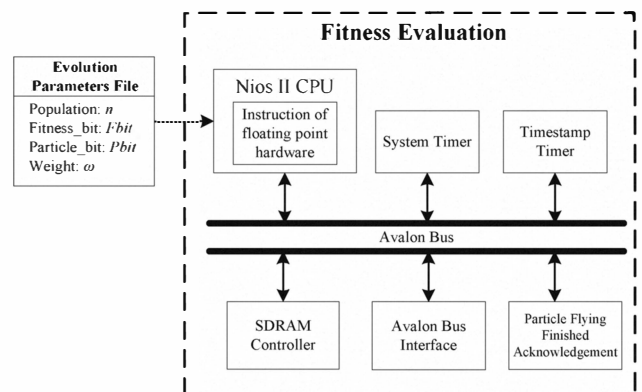 Fitness Evaluation
Evolution
Parameters File
Population: n
Fitness_bit: Fbit
Particle_bit: Pbit
Weight: ω
Nios II CPU
Instruction of
floating point
hardware
System Timer
Timestamp
Timer
Avalon Bus
SDRAM
Controller
Avalon Bus
Interface
Particle Flying
Finished
Acknowledgement